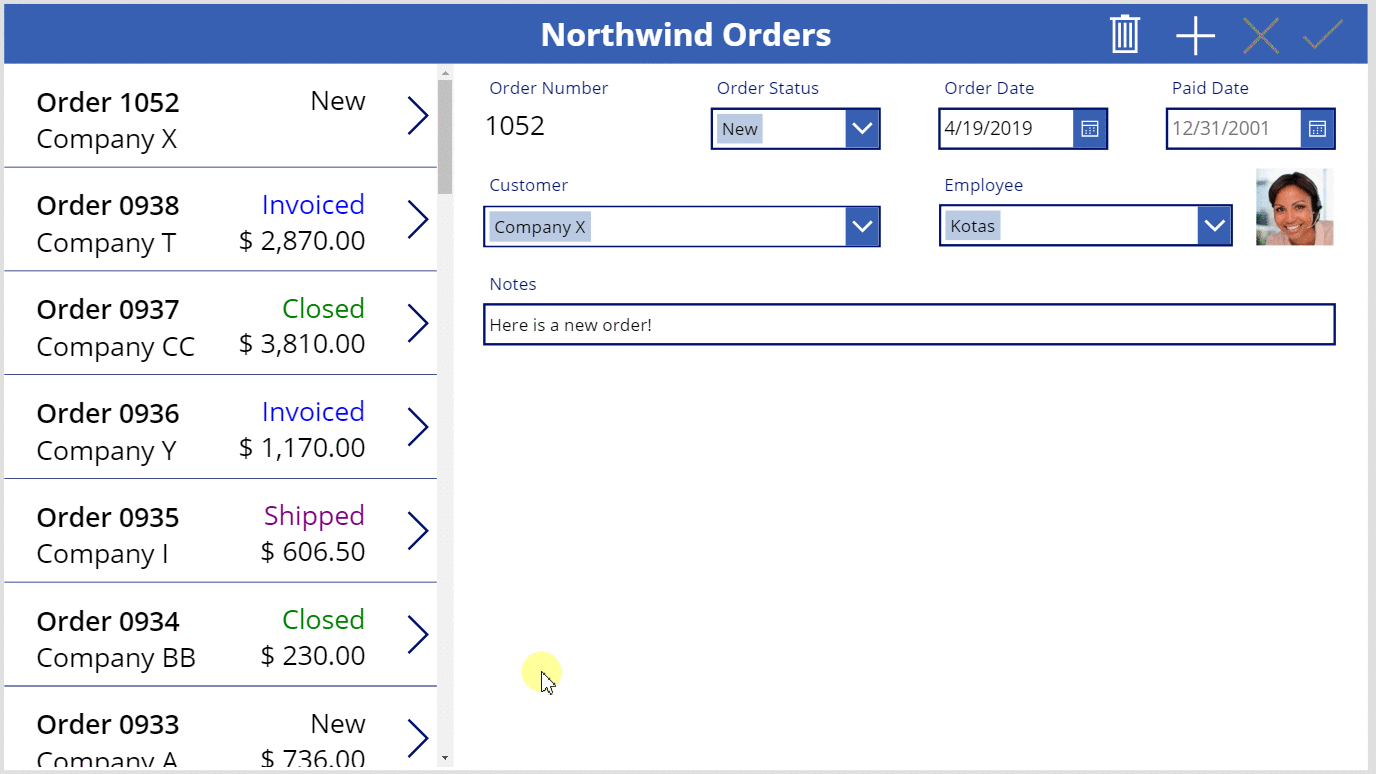 Northwind Orders
Order 1052 New
Company X
Order 0938 Invoiced
Company T $ 2,870.00
Order 0937 Closed
Company CC $ 3,810.00
Order 0936 Invoiced
Company Y $ 1,170.00
Order 0935 Shipped
Company I $ 606.50
Order 0934 Closed
Company BB $ 230.00
Order 0933 New
Company A $ 736.00
Order Number Order Status Order Date Paid Date
1052 New 4/19/2019 12/31/2001
Customer Employee
Company X Kotas
Notes
Here is a new order!